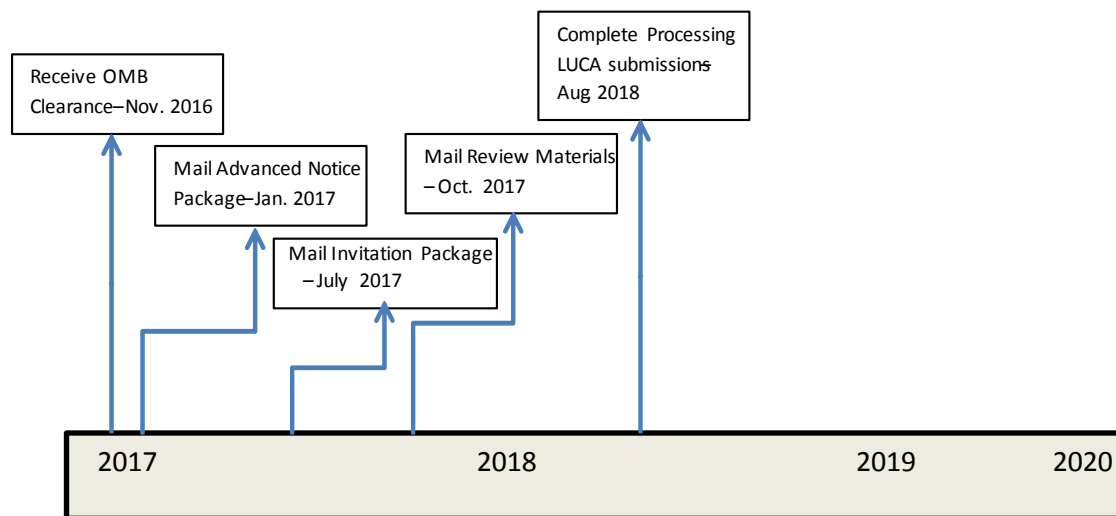 Receive OMB
Clearance–Nov. 2016
Mail Advanced Notice
Package–Jan. 2017
Mail Invitation Package
–July 2017
Mail Review Materials
–Oct. 2017
Complete Processing
LUCA submissions–
Aug 2018
2017
2018
2019
2020